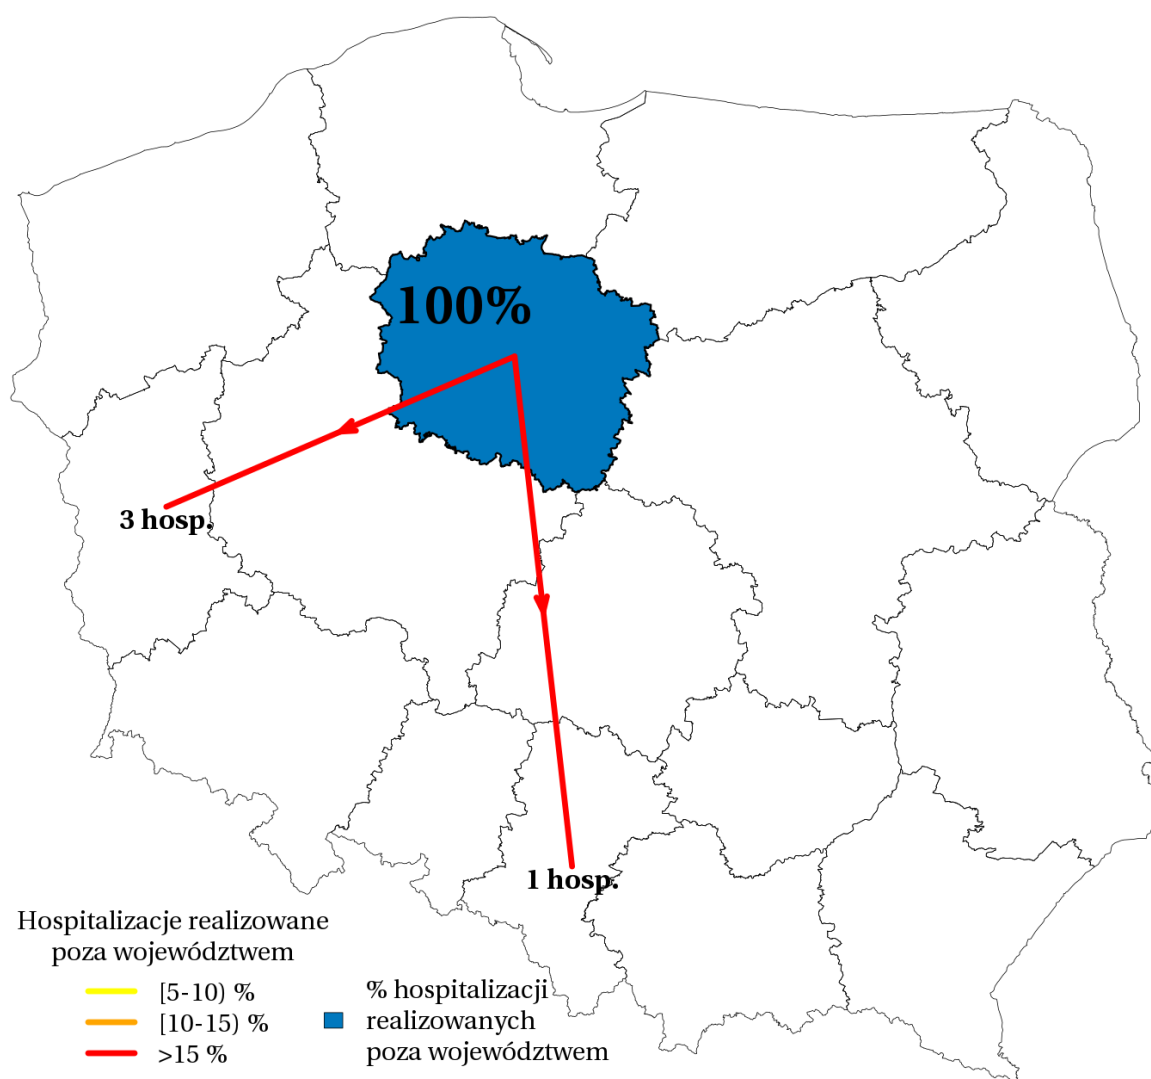 100%
3 hosp.
1 hosp.
Hospitalizacje realizowane
poza województwem
[5-10) %
[10-15) %
>15 %
% hospitalizacji
realizowanych
poza województwem